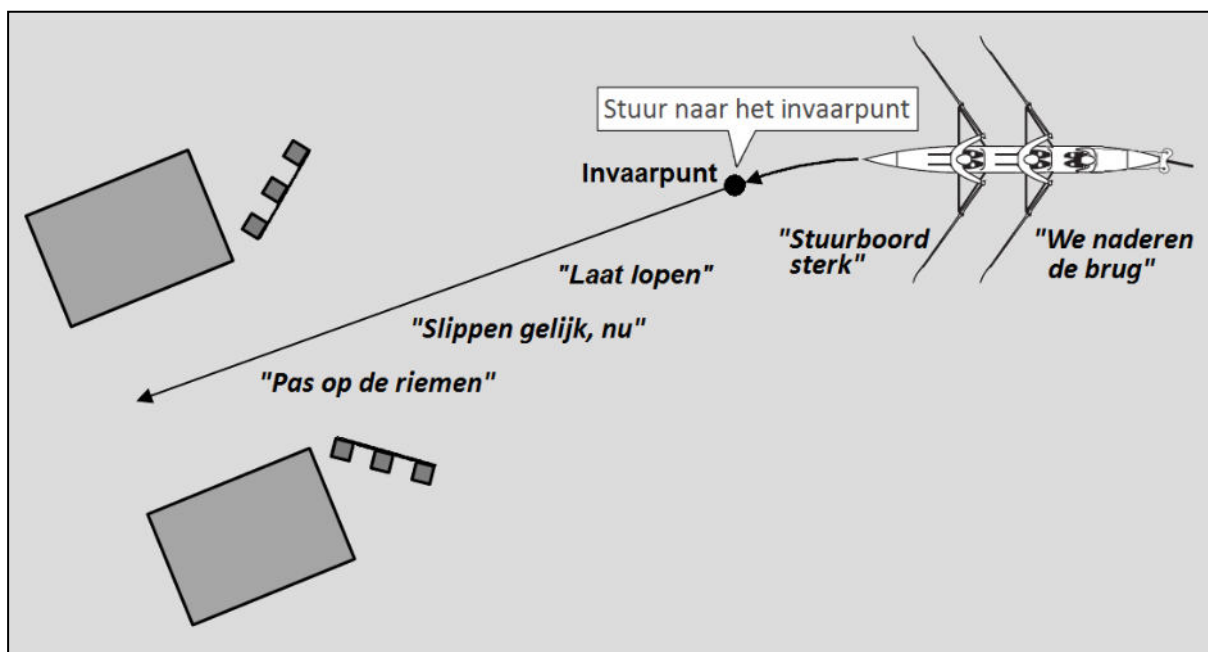 Stuur naar het invaarpunt
Invaarpunt
"Stuurboord
sterk"
"We naderen
de brug"
"Laat lopen"
"Slippen gelijk, nu"
"Pas op de riemen"